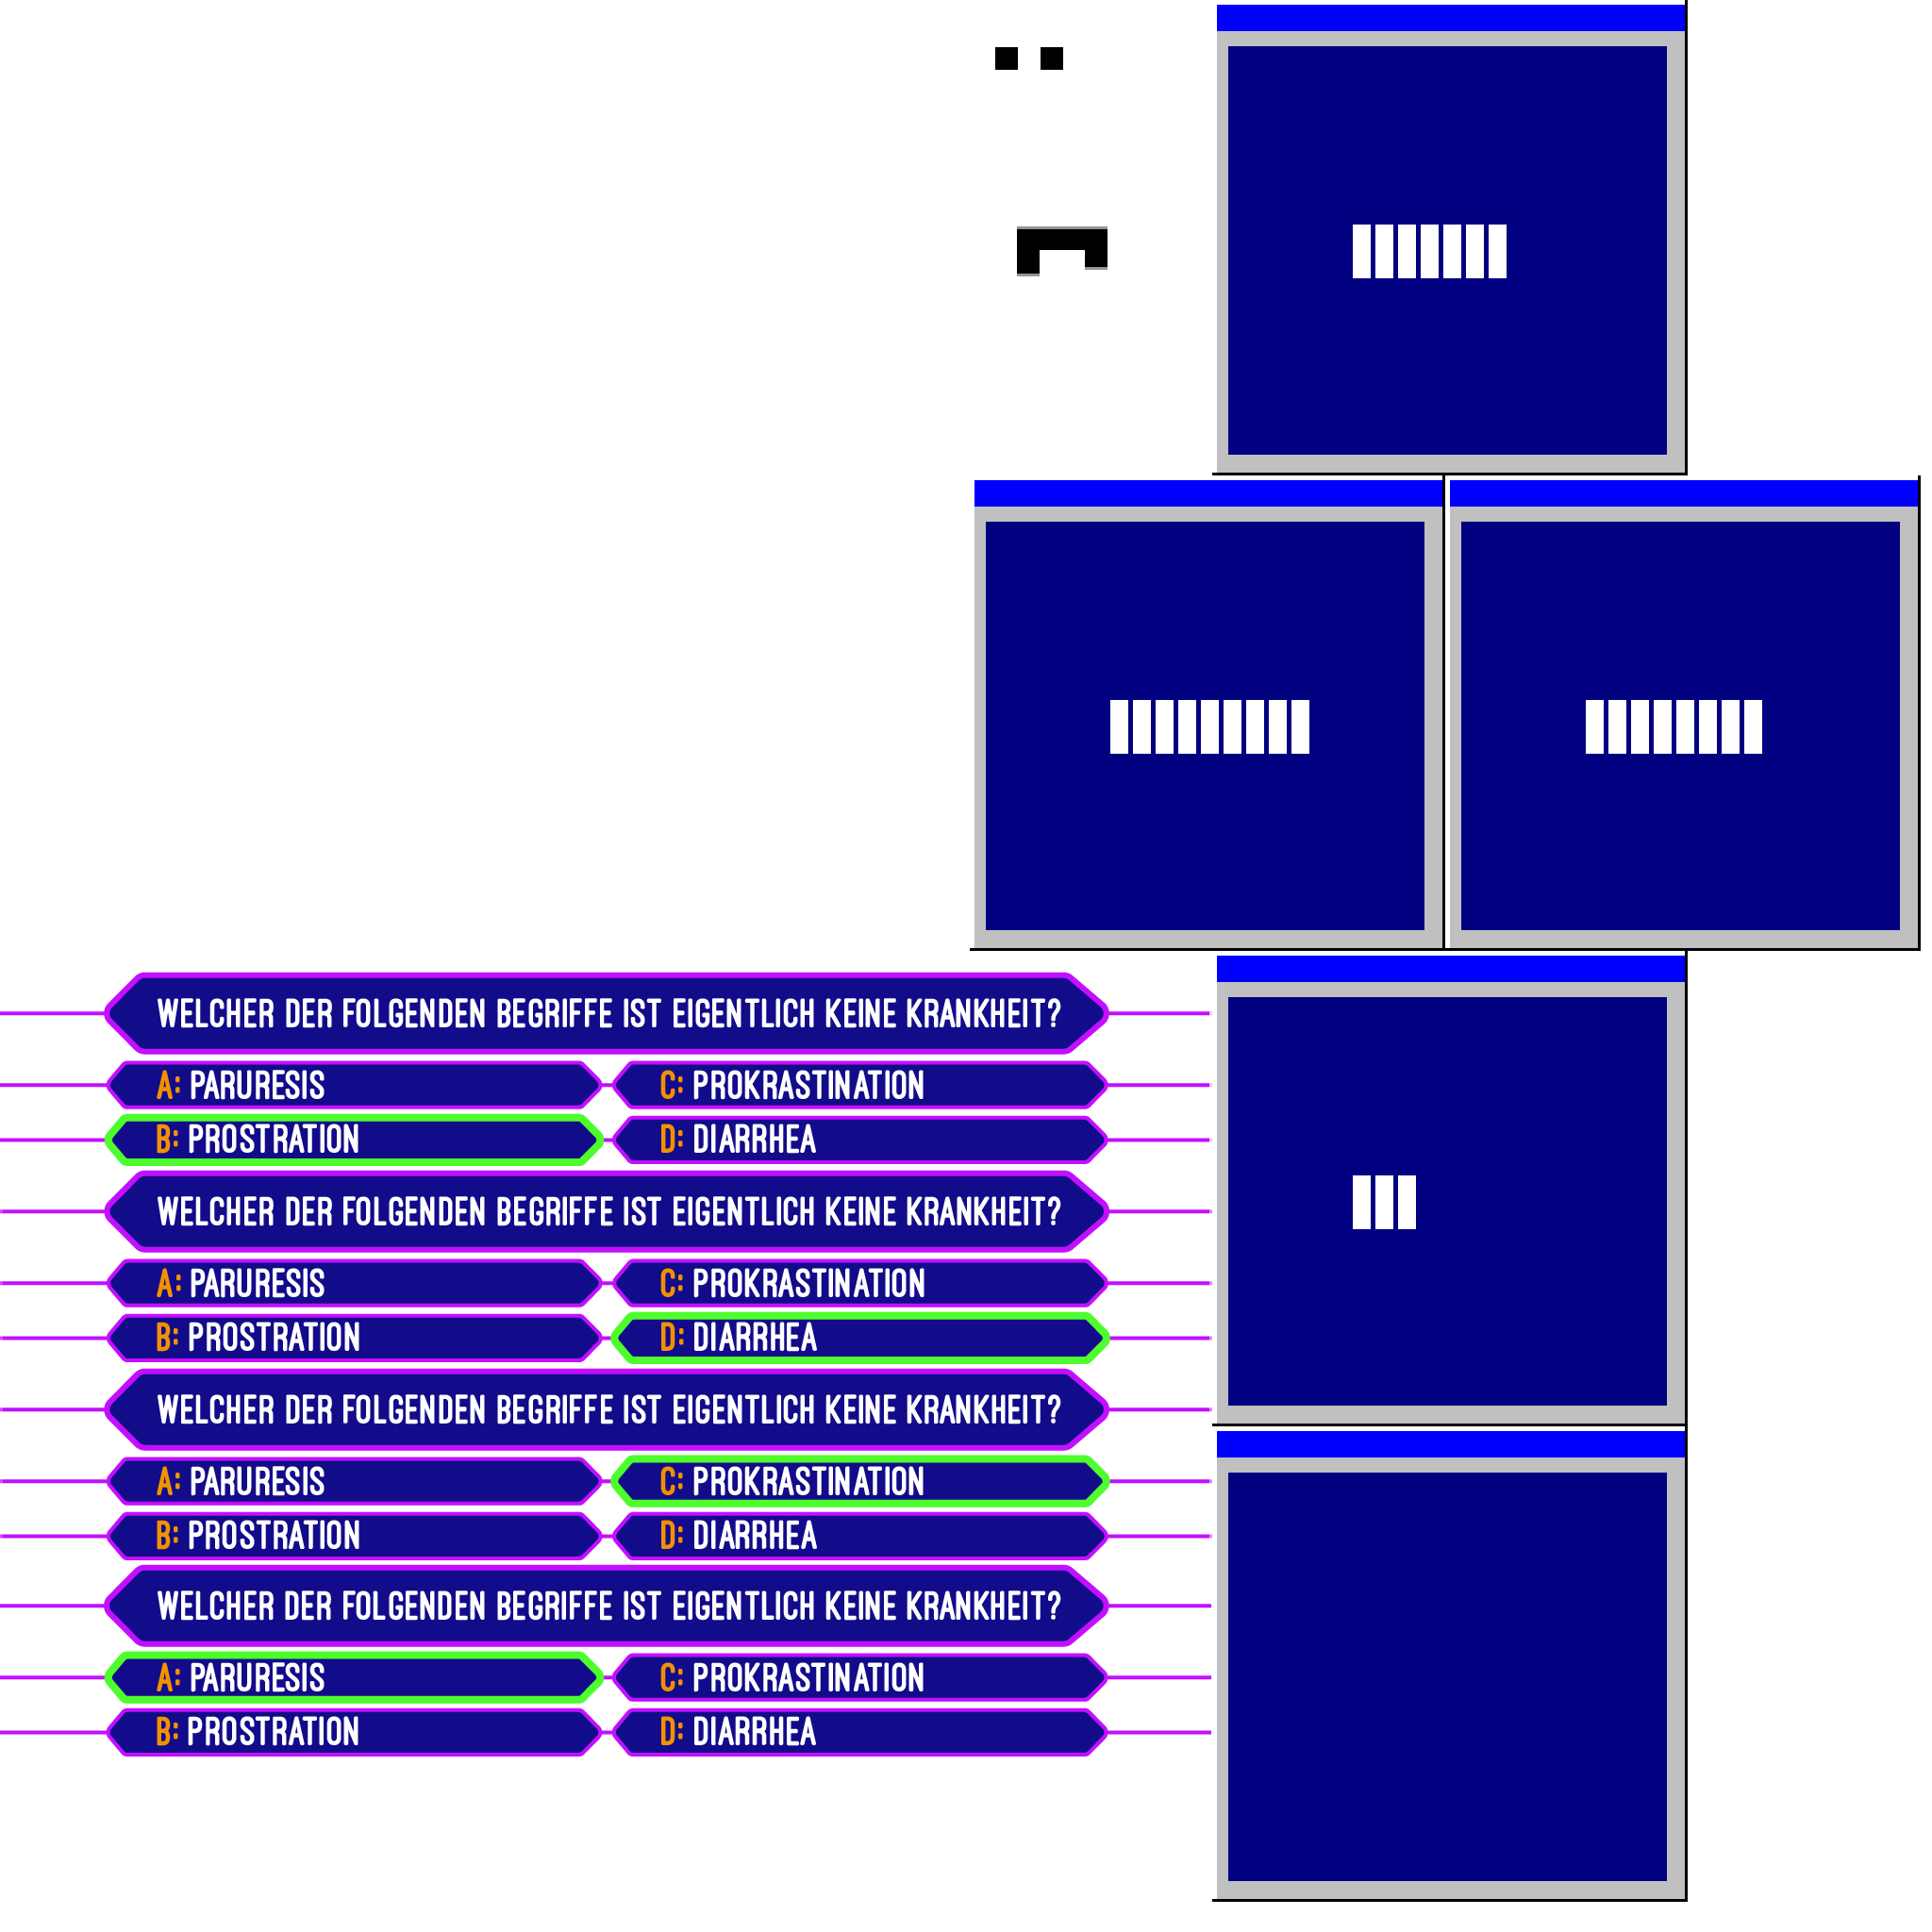 WELCHER DER FOLGENDEN BEGRIFFE IST EIGENTLICH KEINE KRANKHEIT?
A: PARURESIS C: PROKRASTINATION
B: PROSTRATION D: DIARRHEA
WELCHER DER FOLGENDEN BEGRIFFE IST EIGENTLICH KEINE KRANKHEIT?
A: PARURESIS C: PROKRASTINATION
B: PROSTRATION D: DIARRHEA
WELCHER DER FOLGENDEN BEGRIFFE IST EIGENTLICH KEINE KRANKHEIT?
A: PARURESIS C: PROKRASTINATION
B: PROSTRATION D: DIARRHEA
WELCHER DER FOLGENDEN BEGRIFFE IST EIGENTLICH KEINE KRANKHEIT?
A: PARURESIS C: PROKRASTINATION
B: PROSTRATION D: DIARRHEA